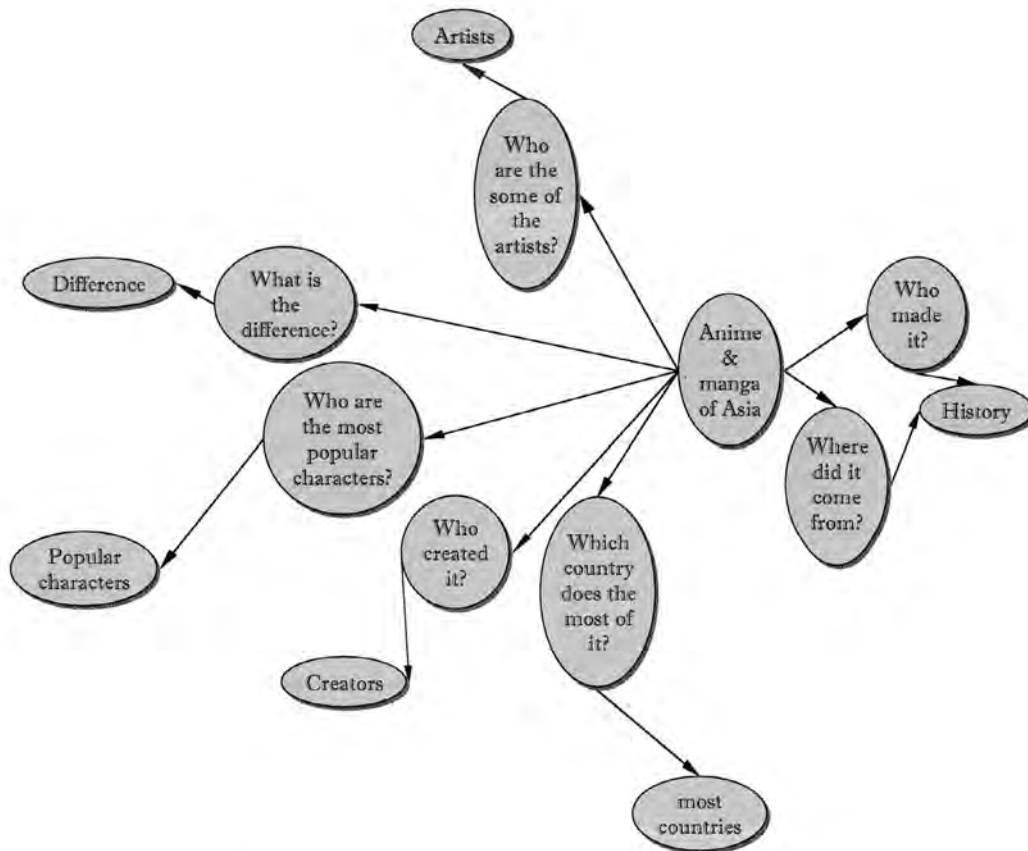 Artists
Who
are the
some of
the
artists?
Difference
What is
the
difference?
Anime
&
manga
of Asia
Who
made
it?
History
Who are
the most
popular
characters?
Where
did it
come
from?
Popular
characters
Who
created
it?
Which
country
does the
most of
it?
Creators
most
countries